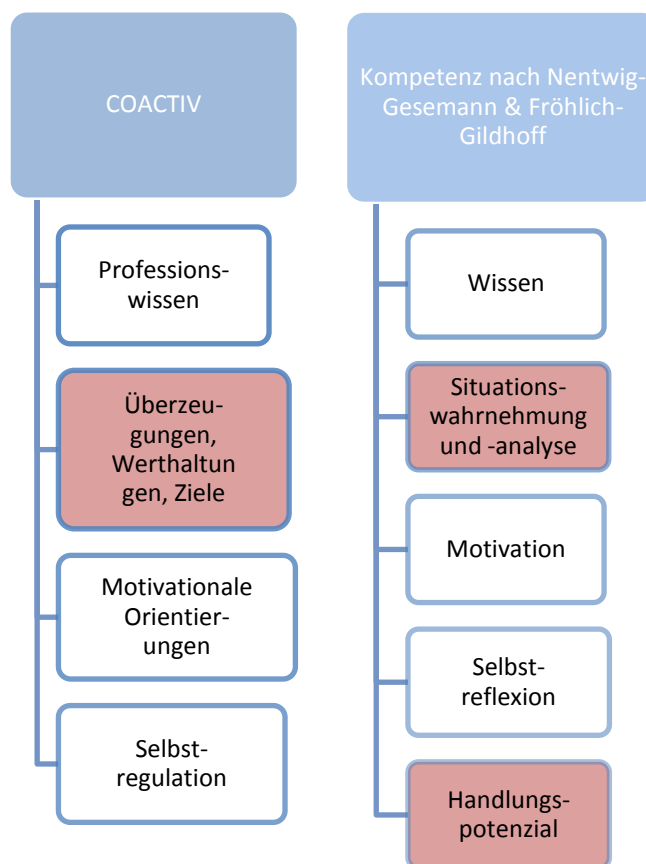 COACTIV
Professions-
wissen
Überzeu-
gungen,
Werthaltun
gen, Ziele
Motivationale
Orientier-
ungen
Selbst-
regulation
Kompetenz nach Nentwig-
Gesemann & Fröhlich-
Gildhoff
Wissen
Situations-
wahrnehmung
und -analyse
Motivation
Selbst-
reflexion
Handlungs-
potenzial